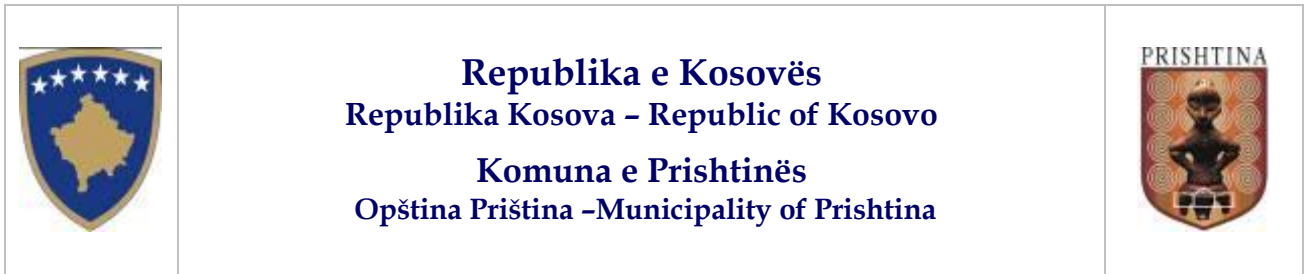 Republika e Kosovës
Republika Kosova – Republic of Kosovo
Komuna e Prishtinës
Opština Priština –Municipality of Prishtina
PRISHTINA